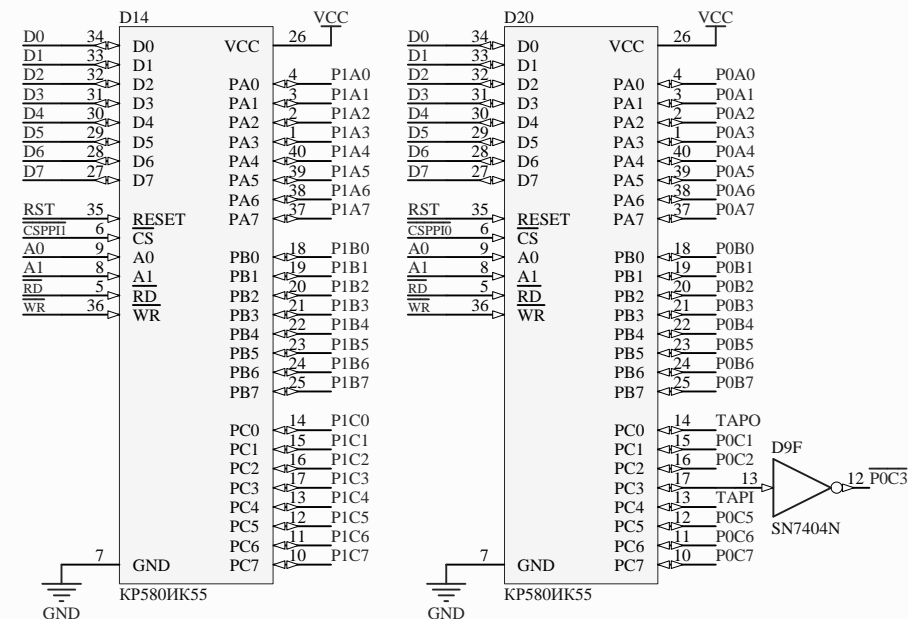 D14
VCC
D0 34 D0 VCC 26
D1 33 D1
D2 32 D2 PA0 4 P1A0
D3 31 D3 PA1 3 P1A1
D4 30 D4 PA2 2 P1A2
D5 29 D5 PA3 1 P1A3
D6 28 D6 PA4 40 P1A4
D7 27 D7 PA5 39 P1A5
PA6 38 P1A6
RST 35 RESET PA7 37 P1A7
CSPPI1 6 CS
A0 9 A0 PB0 18 P1B0
A1 8 A1 PB1 19 P1B1
RD 5 RD PB2 20 P1B2
WR 36 WR PB3 21 P1B3
PB4 22 P1B4
PB5 23 P1B5
PB6 24 P1B6
PB7 25 P1B7
PC0 14 P1C0
PC1 15 P1C1
PC2 16 P1C2
PC3 17 P1C3
PC4 13 P1C4
PC5 12 P1C5
PC6 11 P1C6
7 GND PC7 10 P1C7
КР580ИК55
GND
D20
VCC
D0 34 D0 VCC 26
D1 33 D1
D2 32 D2 PA0 4 P0A0
D3 31 D3 PA1 3 P0A1
D4 30 D4 PA2 2 P0A2
D5 29 D5 PA3 1 P0A3
D6 28 D6 PA4 40 P0A4
D7 27 D7 PA5 39 P0A5
PA6 38 P0A6
RST 35 RESET PA7 37 P0A7
CSPPI0 6 CS
A0 9 A0 PB0 18 P0B0
A1 8 A1 PB1 19 P0B1
RD 5 RD PB2 20 P0B2
WR 36 WR PB3 21 P0B3
PB4 22 P0B4
PB5 23 P0B5
PB6 24 P0B6
PB7 25 P0B7
PC0 14 TAPO
PC1 15 P0C1
PC2 16 P0C2
PC3 17
PC4 13 TAPI
PC5 12 P0C5
PC6 11 P0C6
7 GND PC7 10 P0C7
КР580ИК55
GND
D9F
13 12 P0C3
SN7404N